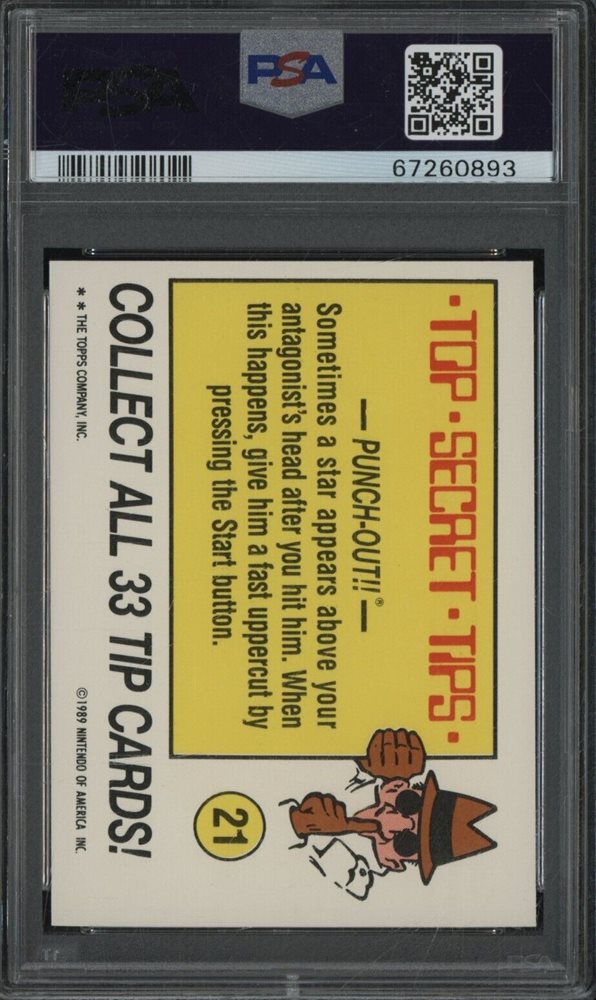 PSA
PSA
67260893
·TOP·SECRET·TIPS·
— PUNCH-OUT!!® —
Sometimes a star appears above your
antagonist's head after you hit him. When
this happens, give him a fast uppercut by
pressing the Start button.
21
COLLECT ALL 33 TIP CARDS!
* * THE TOPPS COMPANY, INC.
©1989 NINTENDO OF AMERICA INC.
PSA